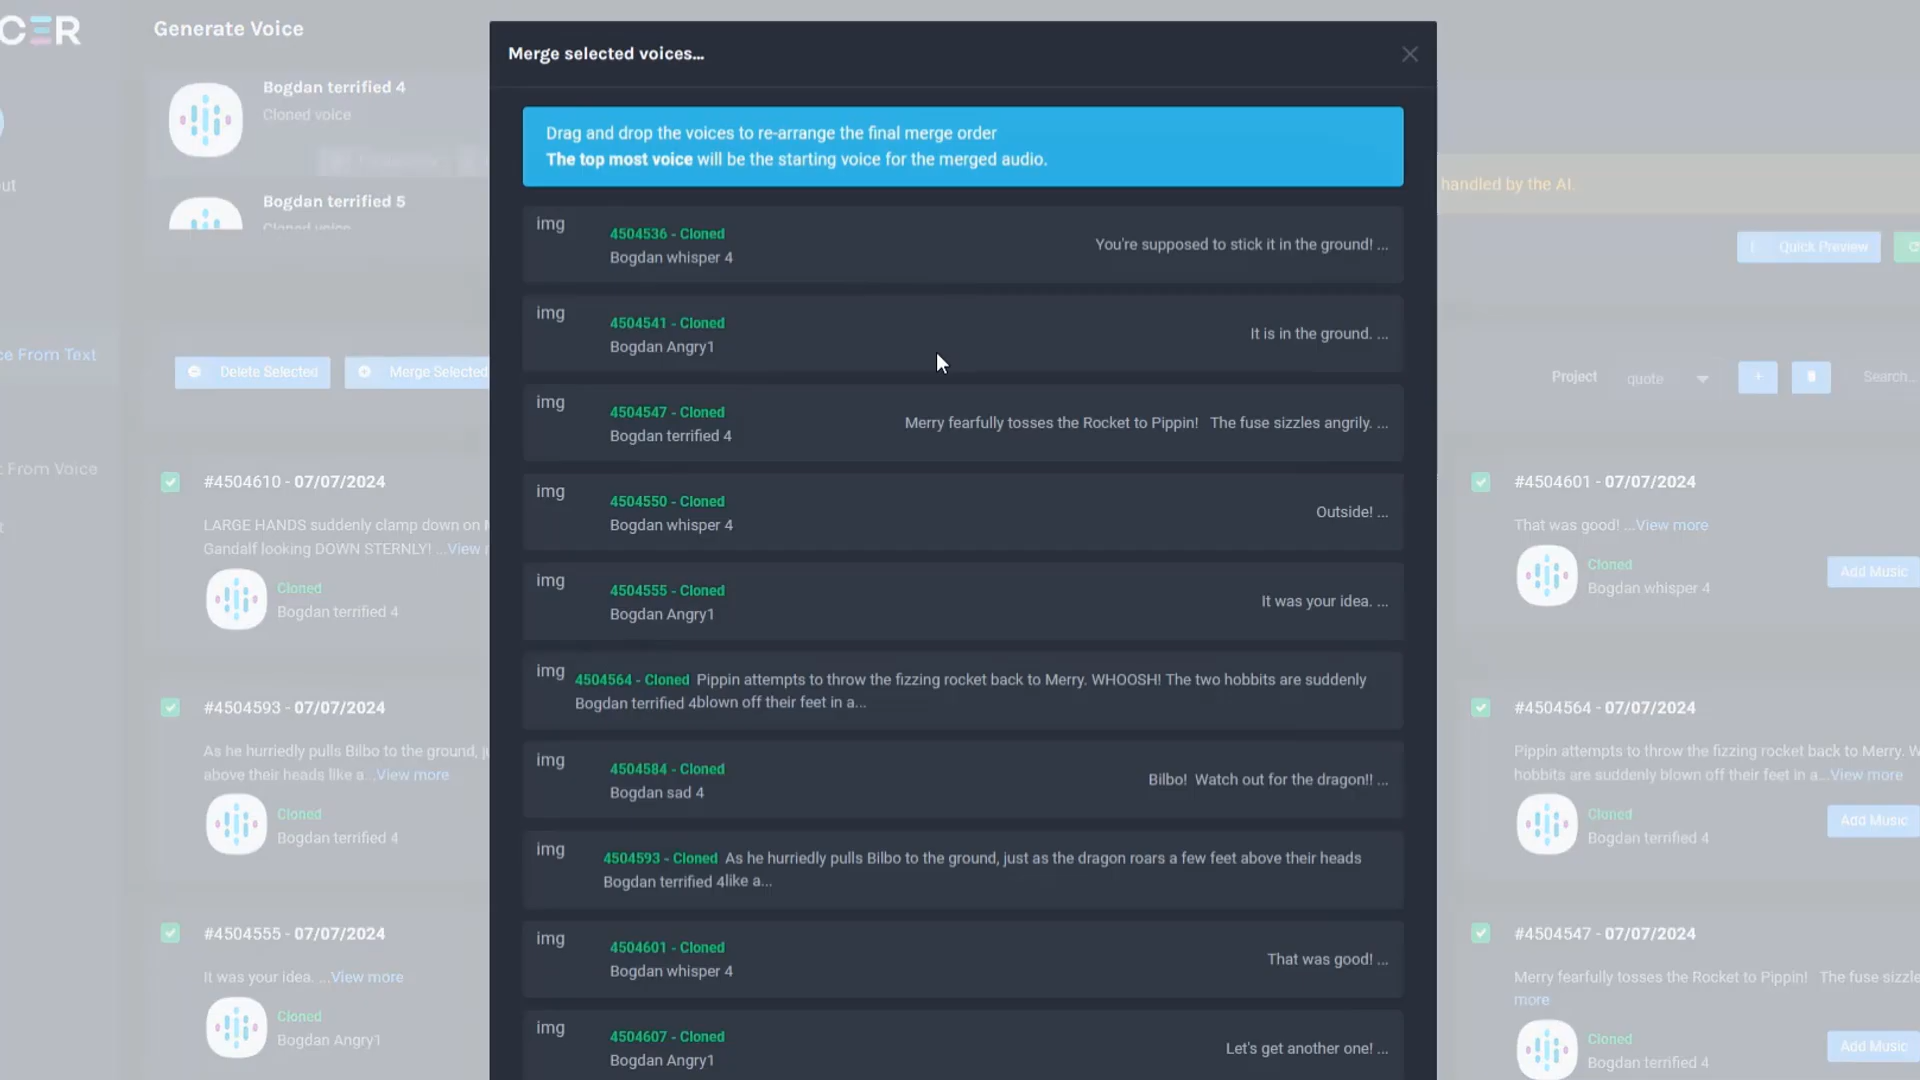 CER
Generate Voice
Bogdan terrified 4
Cloned voice
Bogdan terrified 5
Cloned voice
ut
ce From Text
t From Voice
t
Delete Selected
Merge Selected
Merge selected voices...
Drag and drop the voices to re-arrange the final merge order
The top most voice will be the starting voice for the merged audio.
img
4504536 - Cloned
Bogdan whisper 4
You're supposed to stick it in the ground! ...
img
4504541 - Cloned
Bogdan Angry1
It is in the ground. ...
img
4504547 - Cloned
Bogdan terrified 4
Merry fearfully tosses the Rocket to Pippin!   The fuse sizzles angrily. ...
img
4504550 - Cloned
Bogdan whisper 4
Outside! ...
img
4504555 - Cloned
Bogdan Angry1
It was your idea. ...
img
4504564 - Cloned Pippin attempts to throw the fizzing rocket back to Merry. WHOOSH! The two hobbits are suddenly
Bogdan terrified 4blown off their feet in a...
img
4504584 - Cloned
Bogdan sad 4
Bilbo!  Watch out for the dragon!! ...
img
4504593 - Cloned As he hurriedly pulls Bilbo to the ground, just as the dragon roars a few feet above their heads
Bogdan terrified 4like a...
img
4504601 - Cloned
Bogdan whisper 4
That was good! ...
img
4504607 - Cloned
Bogdan Angry1
Let's get another one! ...
#4504610 - 07/07/2024
LARGE HANDS suddenly clamp down on M
Gandalf looking DOWN STERNLY! ...View r
Cloned
Bogdan terrified 4
#4504593 - 07/07/2024
As he hurriedly pulls Bilbo to the ground, ju
above their heads like a...View more
Cloned
Bogdan terrified 4
#4504555 - 07/07/2024
It was your idea. ...View more
Cloned
Bogdan Angry1
handled by the AI.
Quick Preview
Project
quote
+
Search...
#4504601 - 07/07/2024
That was good! ...View more
Cloned
Bogdan whisper 4
Add Music
#4504564 - 07/07/2024
Pippin attempts to throw the fizzing rocket back to Merry. W
hobbits are suddenly blown off their feet in a...View more
Cloned
Bogdan terrified 4
Add Music
#4504547 - 07/07/2024
Merry fearfully tosses the Rocket to Pippin!   The fuse sizzle
more
Cloned
Bogdan terrified 4
Add Music